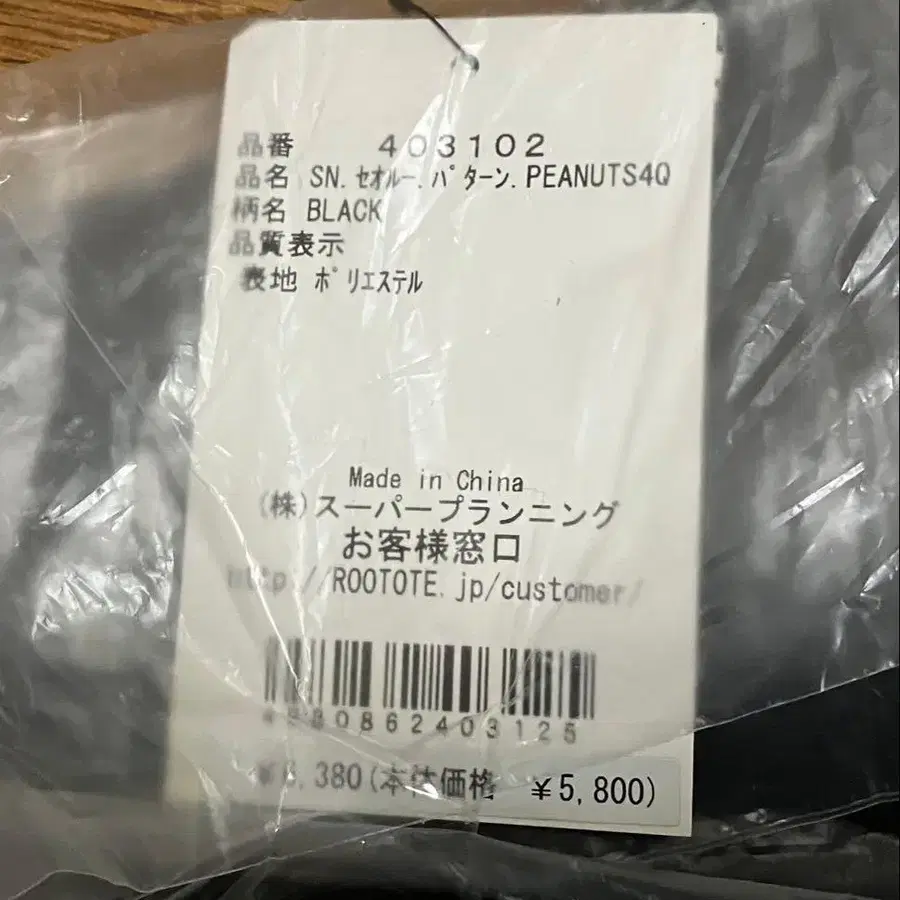 品番 403102
品名 SN.ｾｵﾙｰ.ﾊﾟﾀｰﾝ.PEANUTS4Q
柄名 BLACK
品質表示
表地 ﾎﾟﾘｴｽﾃﾙ
Made in China
(株)スーパープランニング
お客様窓口
http://ROOTOTE.jp/customer/
80862403125
380(本体価格 ¥5,800)